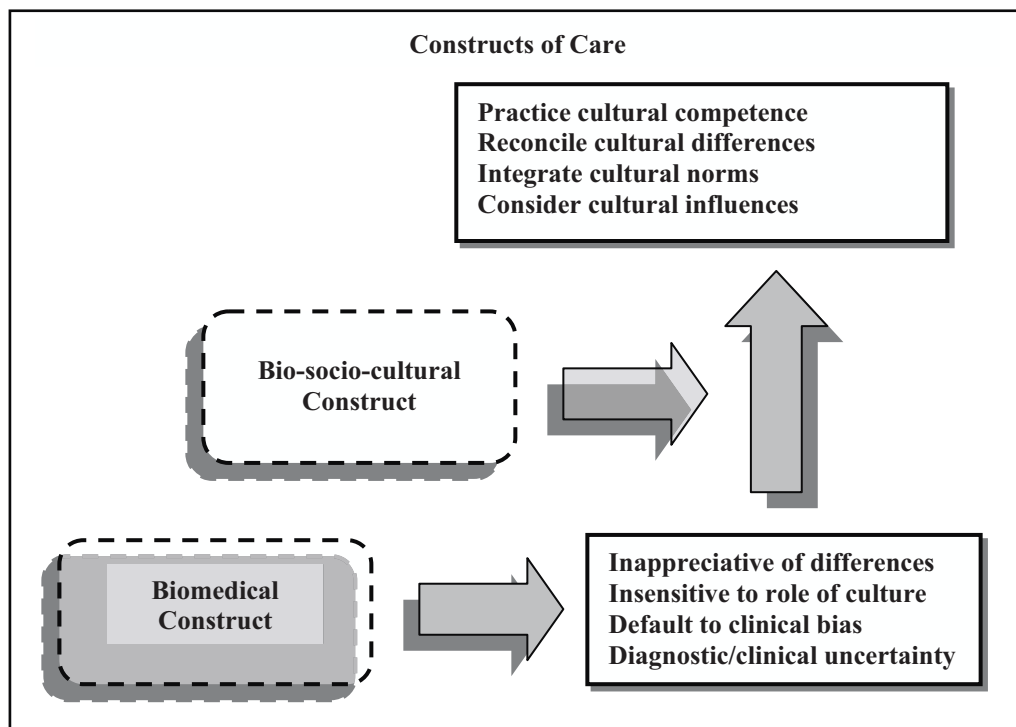 Constructs of Care
Practice cultural competence
Reconcile cultural differences
Integrate cultural norms
Consider cultural influences
Bio-socio-cultural
Construct
Biomedical
Construct
Inappreciative of differences
Insensitive to role of culture
Default to clinical bias
Diagnostic/clinical uncertainty